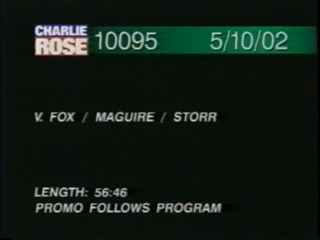 CHARLIE
ROSE 10095 5/10/02
V. FOX / MAGUIRE / STORR
LENGTH: 56:46
PROMO FOLLOWS PROGRAM